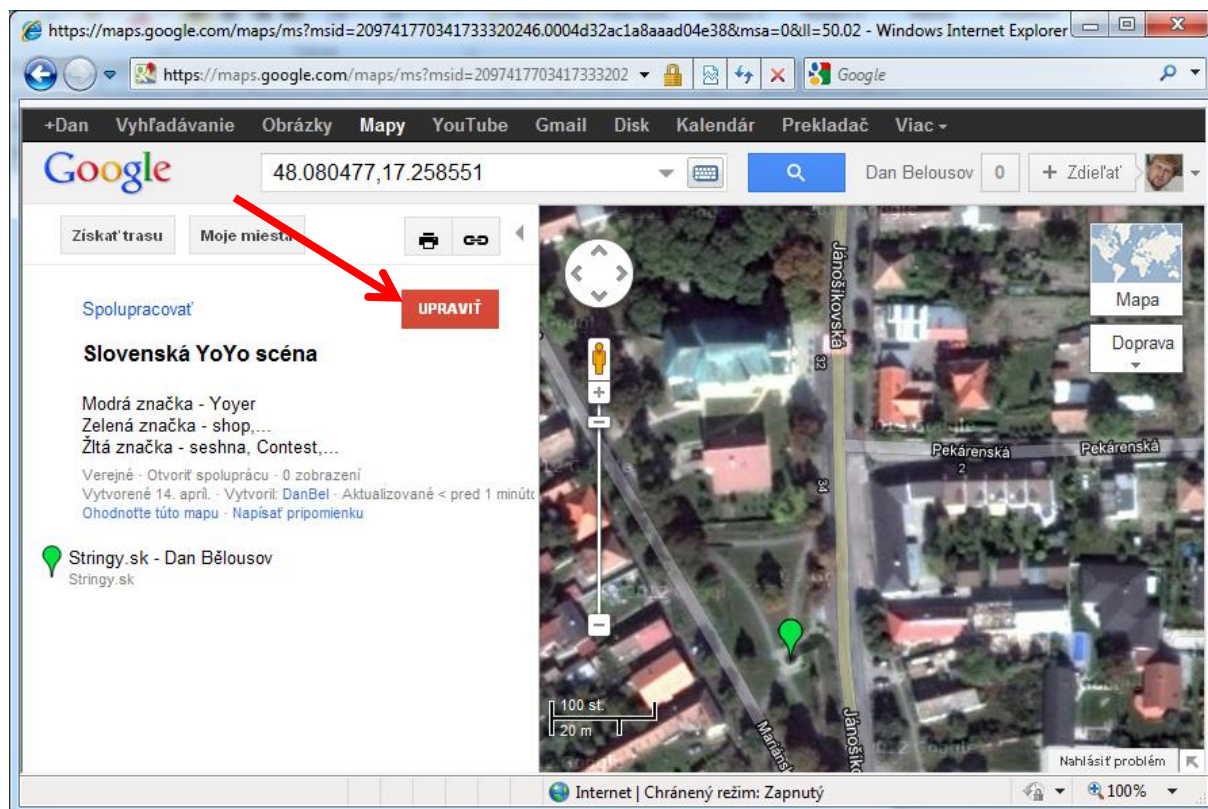 https://maps.google.com/maps/ms?msid=209741770341733320246.0004d32ac1a8aaad04e38&msa=0&ll=50.02 - Windows Internet Explorer
https://maps.google.com/maps/ms?msid=2097417703417333202
Google
+Dan Vyhľadávanie Obrázky Mapy YouTube Gmail Disk Kalendár Prekladač Viac
Google
48.080477,17.258551
Dan Belousov 0 + Zdieľať
Získať trasu Moje miesta
Spolupracovať
UPRAVIŤ
Slovenská YoYo scéna
Modrá značka - Yoyer
Zelená značka - shop,...
Žltá značka - seshna, Contest,...
Verejné · Otvoriť spoluprácu · 0 zobrazení
Vytvorené 14. apríl. · Vytvoril: DanBel · Aktualizované < pred 1 minúto
Ohodnoťte túto mapu · Napísať pripomienku
Stringy.sk - Dan Bělousov
Stringy.sk
Mapa
Doprava
Jánošíkovská
32
Pekárenská
2
Pekárenská
34
100 st.
20 m
Mariáns
Jánošík
Nahlásiť problém
Internet | Chránený režim: Zapnutý
100%